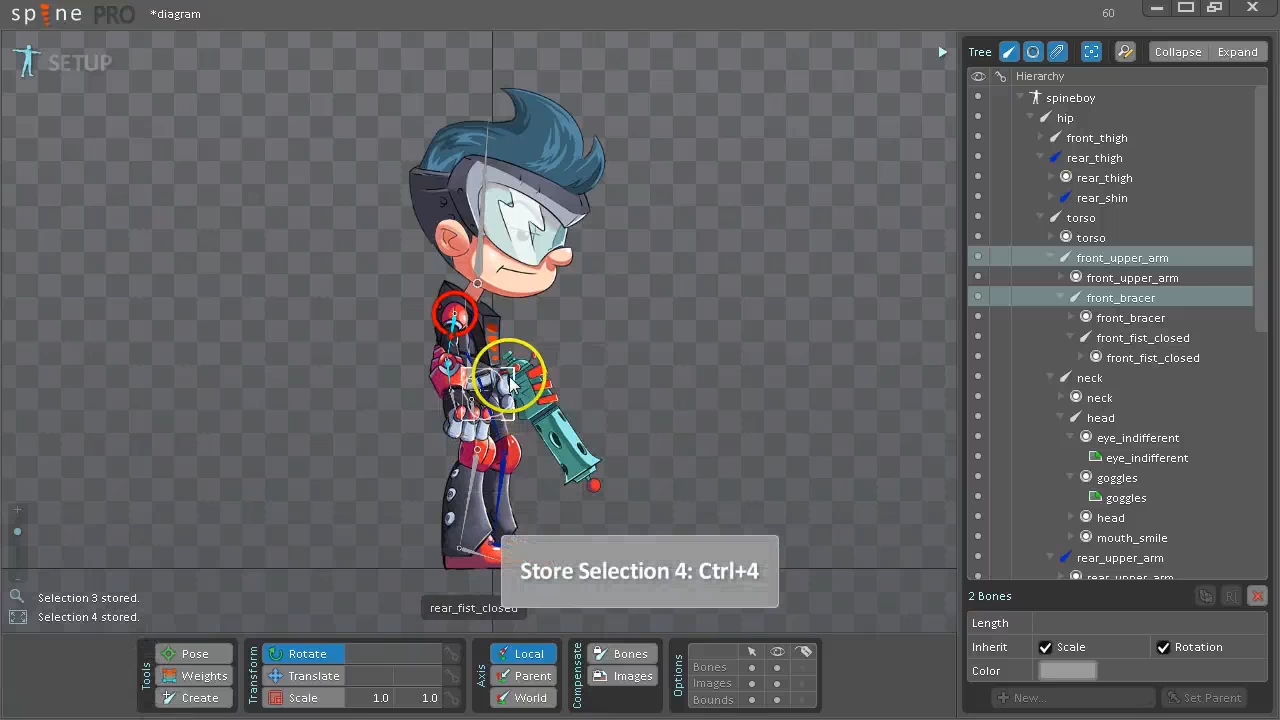 spine PRO *diagram 60
SETUP
Tree Collapse Expand
Hierarchy
spineboy
hip
front_thigh
rear_thigh
rear_thigh
rear_shin
torso
torso
front_upper_arm
front_upper_arm
front_bracer
front_bracer
front_fist_closed
front_fist_closed
neck
neck
head
eye_indifferent
eye_indifferent
goggles
goggles
head
mouth_smile
rear_upper_arm
rear_upper_arm
Store Selection 4: Ctrl+4
rear_fist_closed
Selection 3 stored.
Selection 4 stored.
2 Bones
Length
Inherit Scale Rotation
Color
New... Set Parent
Tools
Pose
Weights
Create
Transform
Rotate
Translate
Scale 1.0 1.0
Axis
Local
Parent
World
Compensate
Bones
Images
Options
Bones
Images
Bounds